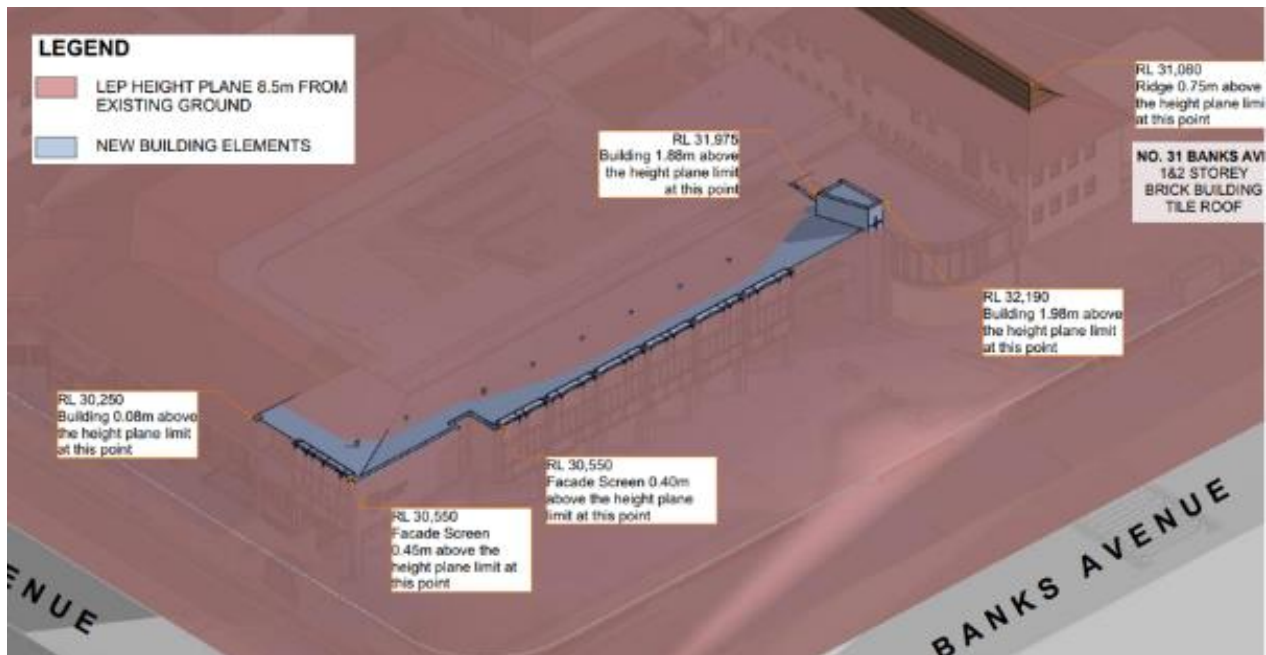 LEGEND
LEP HEIGHT PLANE 8.5m FROM
EXISTING GROUND
NEW BUILDING ELEMENTS
RL 31,060
Ridge 0.75m above
the height plane limi
at this point
NO. 31 BANKS AV
1&2 STOREY
BRICK BUILDING
TILE ROOF
RL 31,975
Building 1.88m above
the height plane limit
at this point
RL 32,190
Building 1.98m above
the height plane limit
at this point
RL 30,250
Building 0.08m above
the height plane limit
at this point
RL 30,550
Facade Screen 0.40m
above the height plane
limit at this point
RL 30,550
Facade Screen
0.45m above the
height plane limit at
this point
ENUE
BANKS AVENUE